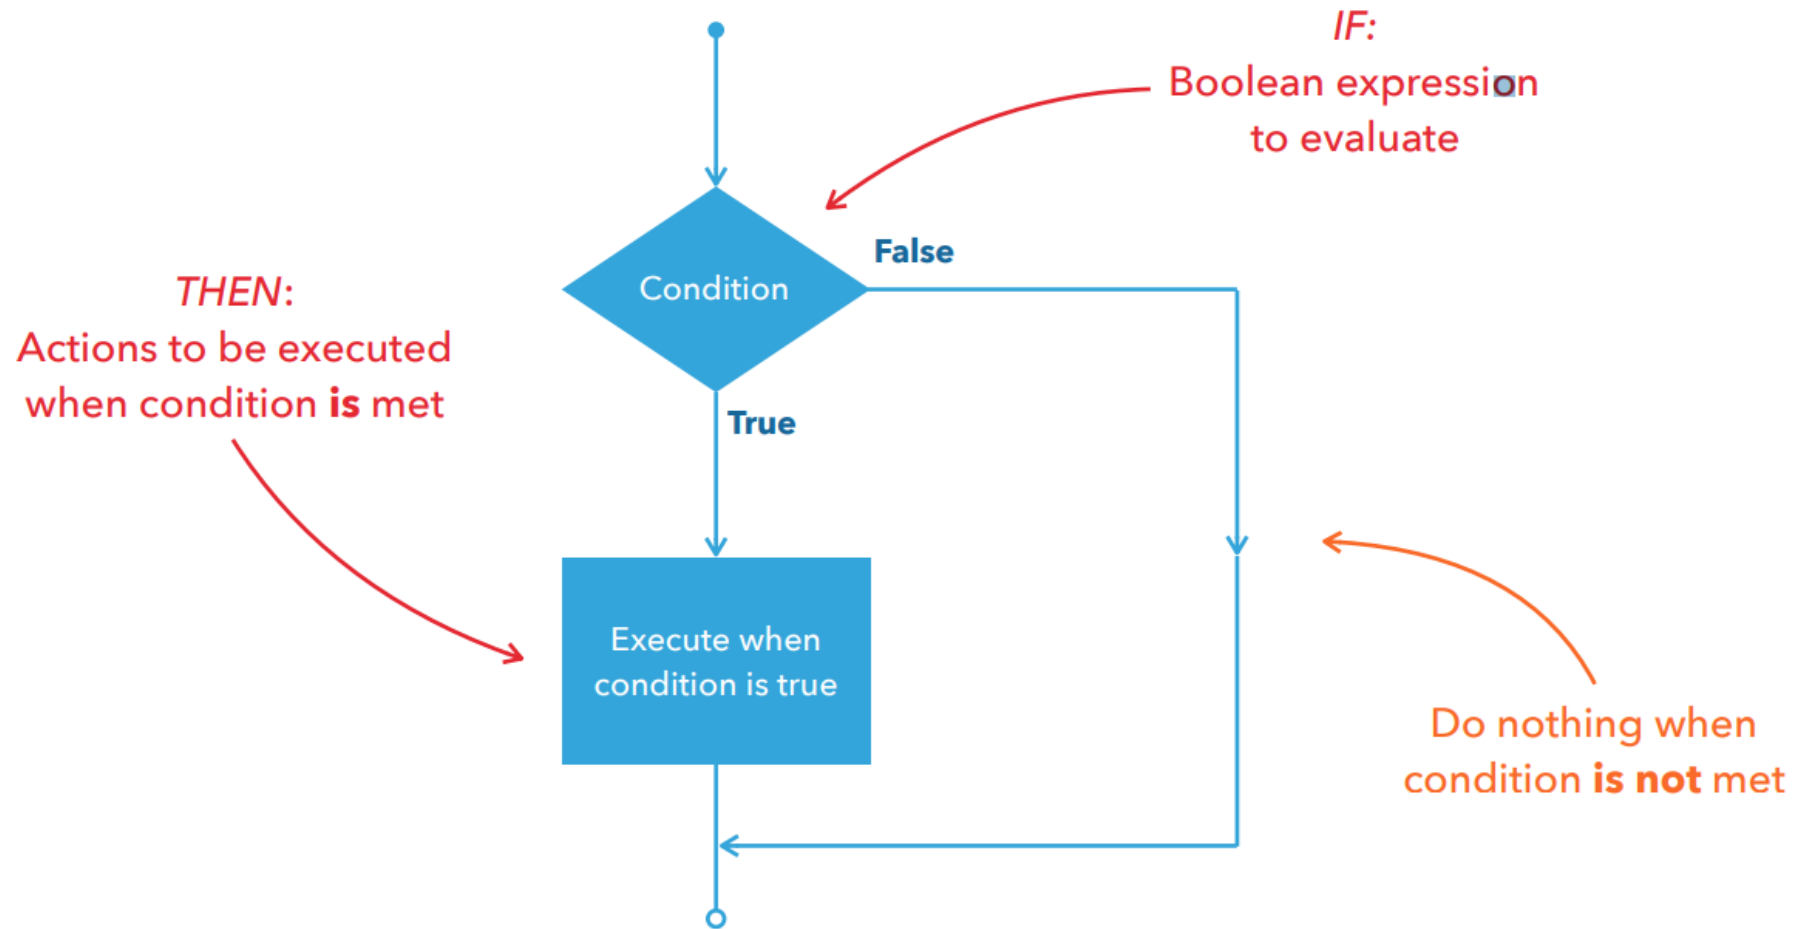 IF:
Boolean expression
to evaluate
False
Condition
THEN:
Actions to be executed
when condition is met
True
Execute when
condition is true
Do nothing when
condition is not met